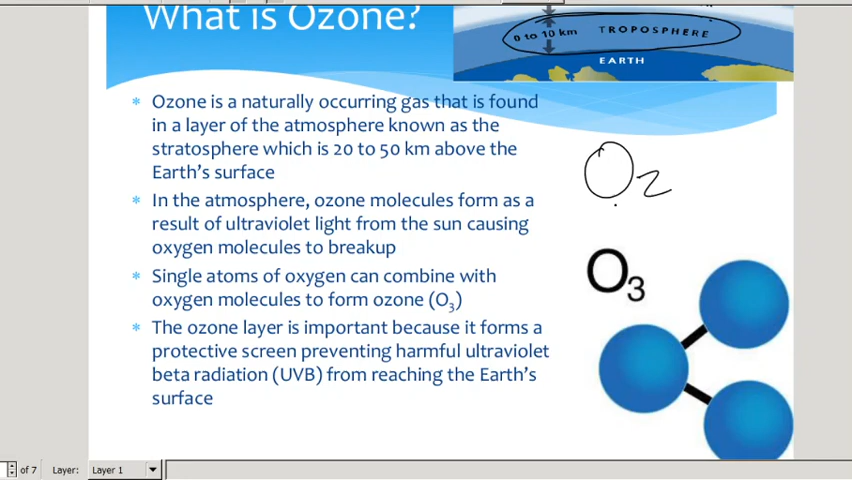 What is Ozone?
0 to 10 km TROPOSPHERE
EARTH
* Ozone is a naturally occurring gas that is found
in a layer of the atmosphere known as the
stratosphere which is 20 to 50 km above the
Earth's surface
* In the atmosphere, ozone molecules form as a
result of ultraviolet light from the sun causing
oxygen molecules to breakup
* Single atoms of oxygen can combine with
oxygen molecules to form ozone (O₃)
* The ozone layer is important because it forms a
protective screen preventing harmful ultraviolet
beta radiation (UVB) from reaching the Earth's
surface
O2
O₃
of 7 Layer: Layer 1